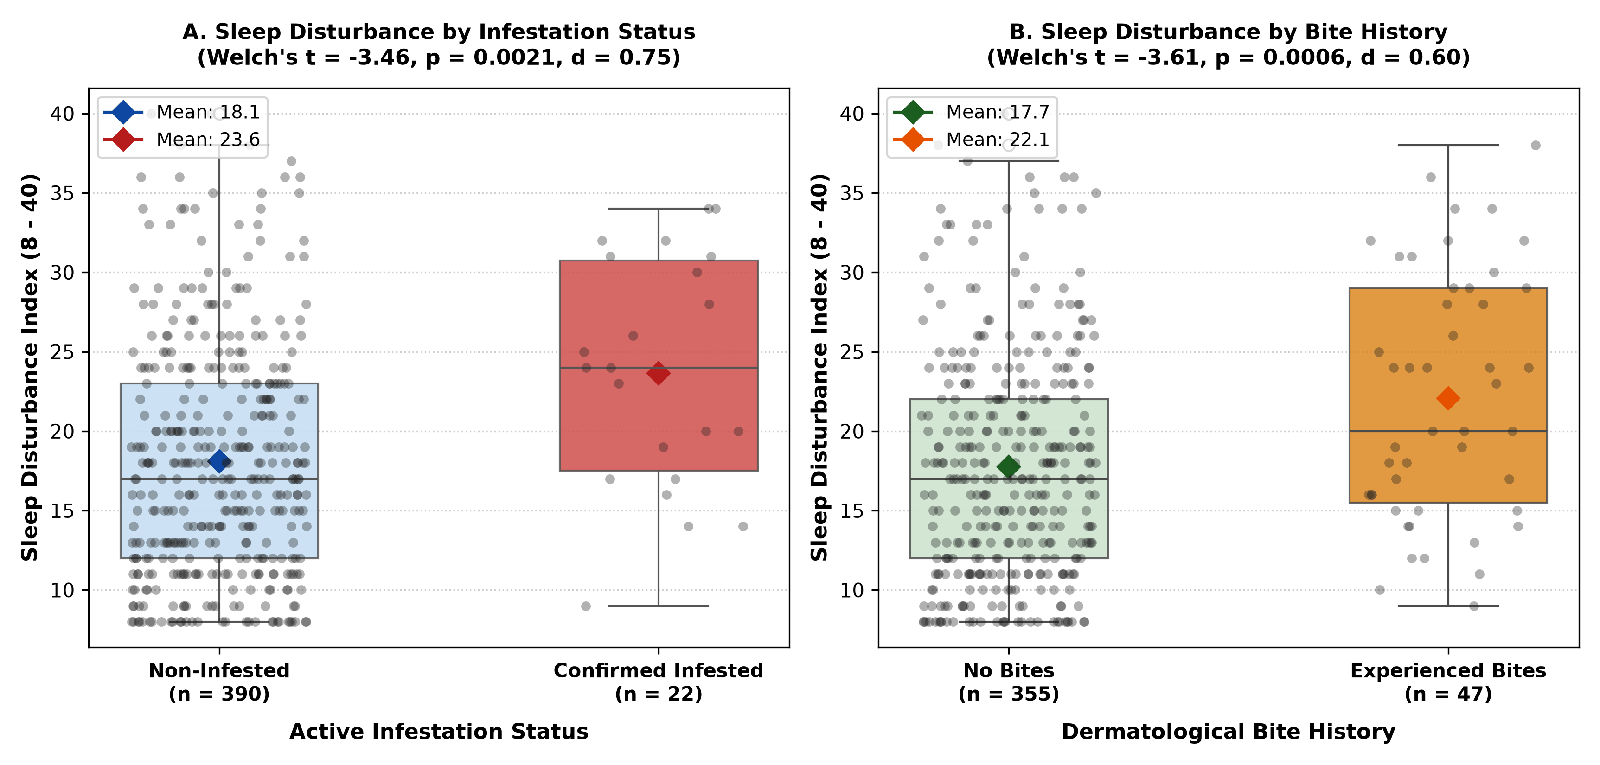 A. Sleep Disturbance by Infestation Status
(Welch's t = -3.46, p = 0.0021, d = 0.75)
Sleep Disturbance Index (8 - 40)
40
35
30
25
20
15
10
Mean: 18.1
Mean: 23.6
Non-Infested
(n = 390)
Confirmed Infested
(n = 22)
Active Infestation Status
B. Sleep Disturbance by Bite History
(Welch's t = -3.61, p = 0.0006, d = 0.60)
Sleep Disturbance Index (8 - 40)
40
35
30
25
20
15
10
Mean: 17.7
Mean: 22.1
No Bites
(n = 355)
Experienced Bites
(n = 47)
Dermatological Bite History